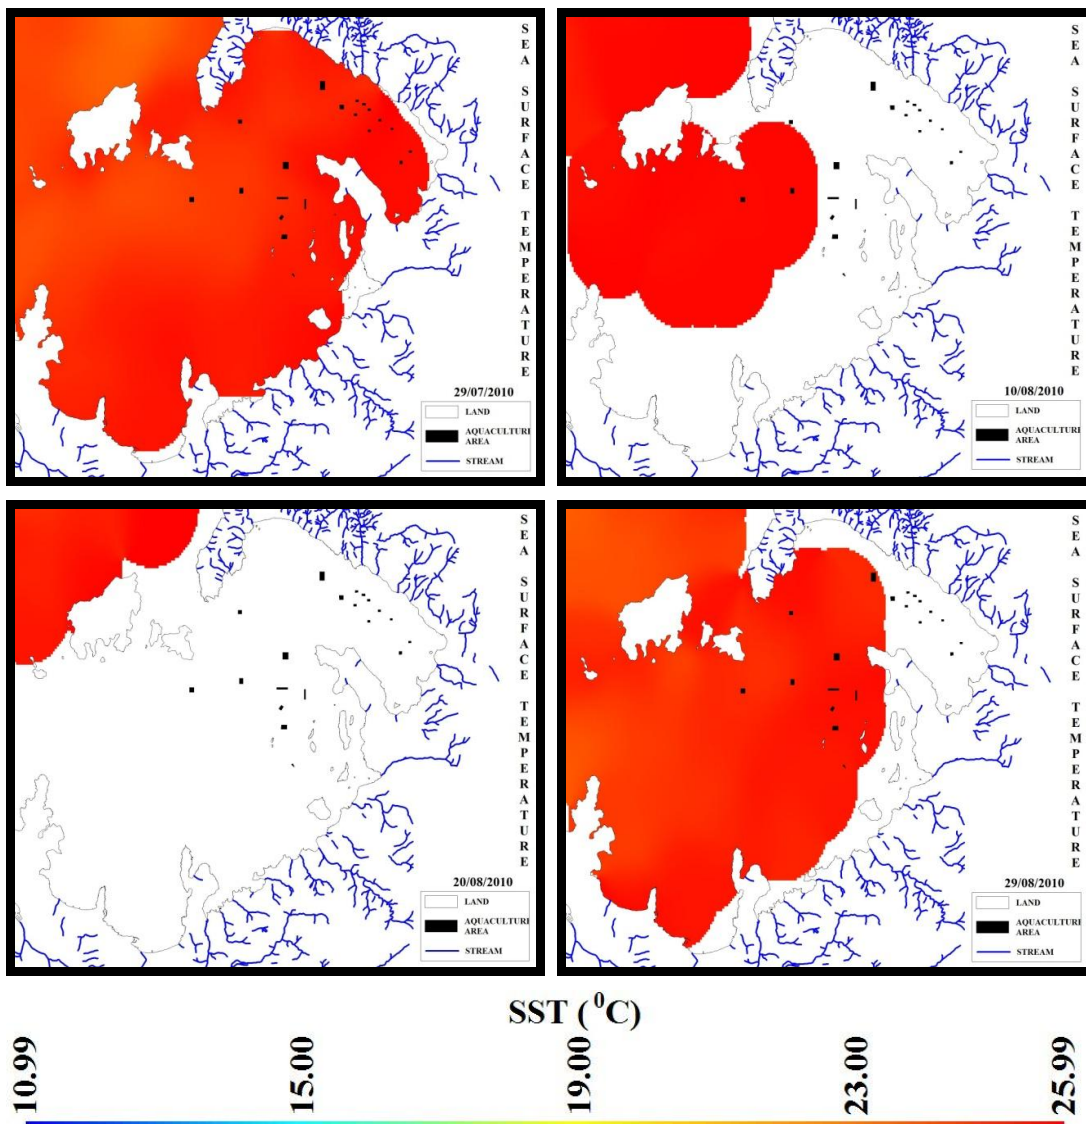 SEA SURFACE TEMPERATURE
29/07/2010
LAND
AQUACULTURE
AREA
STREAM
SEA SURFACE TEMPERATURE
10/08/2010
LAND
AQUACULTURE
AREA
STREAM
SEA SURFACE TEMPERATURE
20/08/2010
LAND
AQUACULTURE
AREA
STREAM
SEA SURFACE TEMPERATURE
29/08/2010
LAND
AQUACULTURE
AREA
STREAM
SST (⁰C)
10.99 15.00 19.00 23.00 25.99